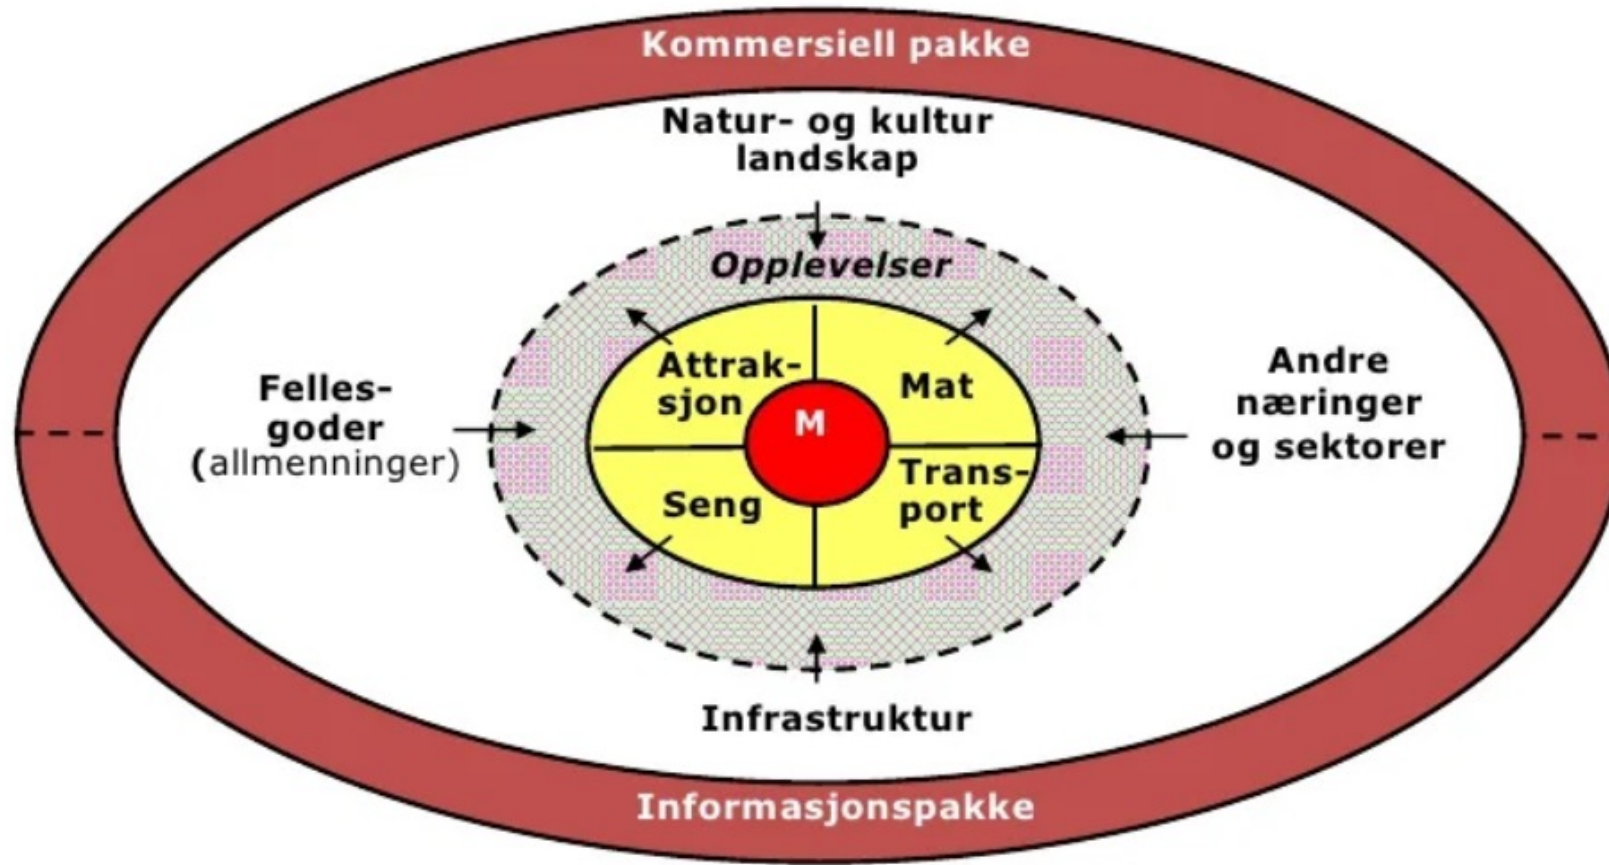 Kommersiell pakke
Natur- og kultur
landskap
Opplevelser
Attrak-
sjon
Mat
M
Seng
Trans-
port
Felles-
goder
(allmenninger)
Andre
næringer
og sektorer
Infrastruktur
Informasjonspakke